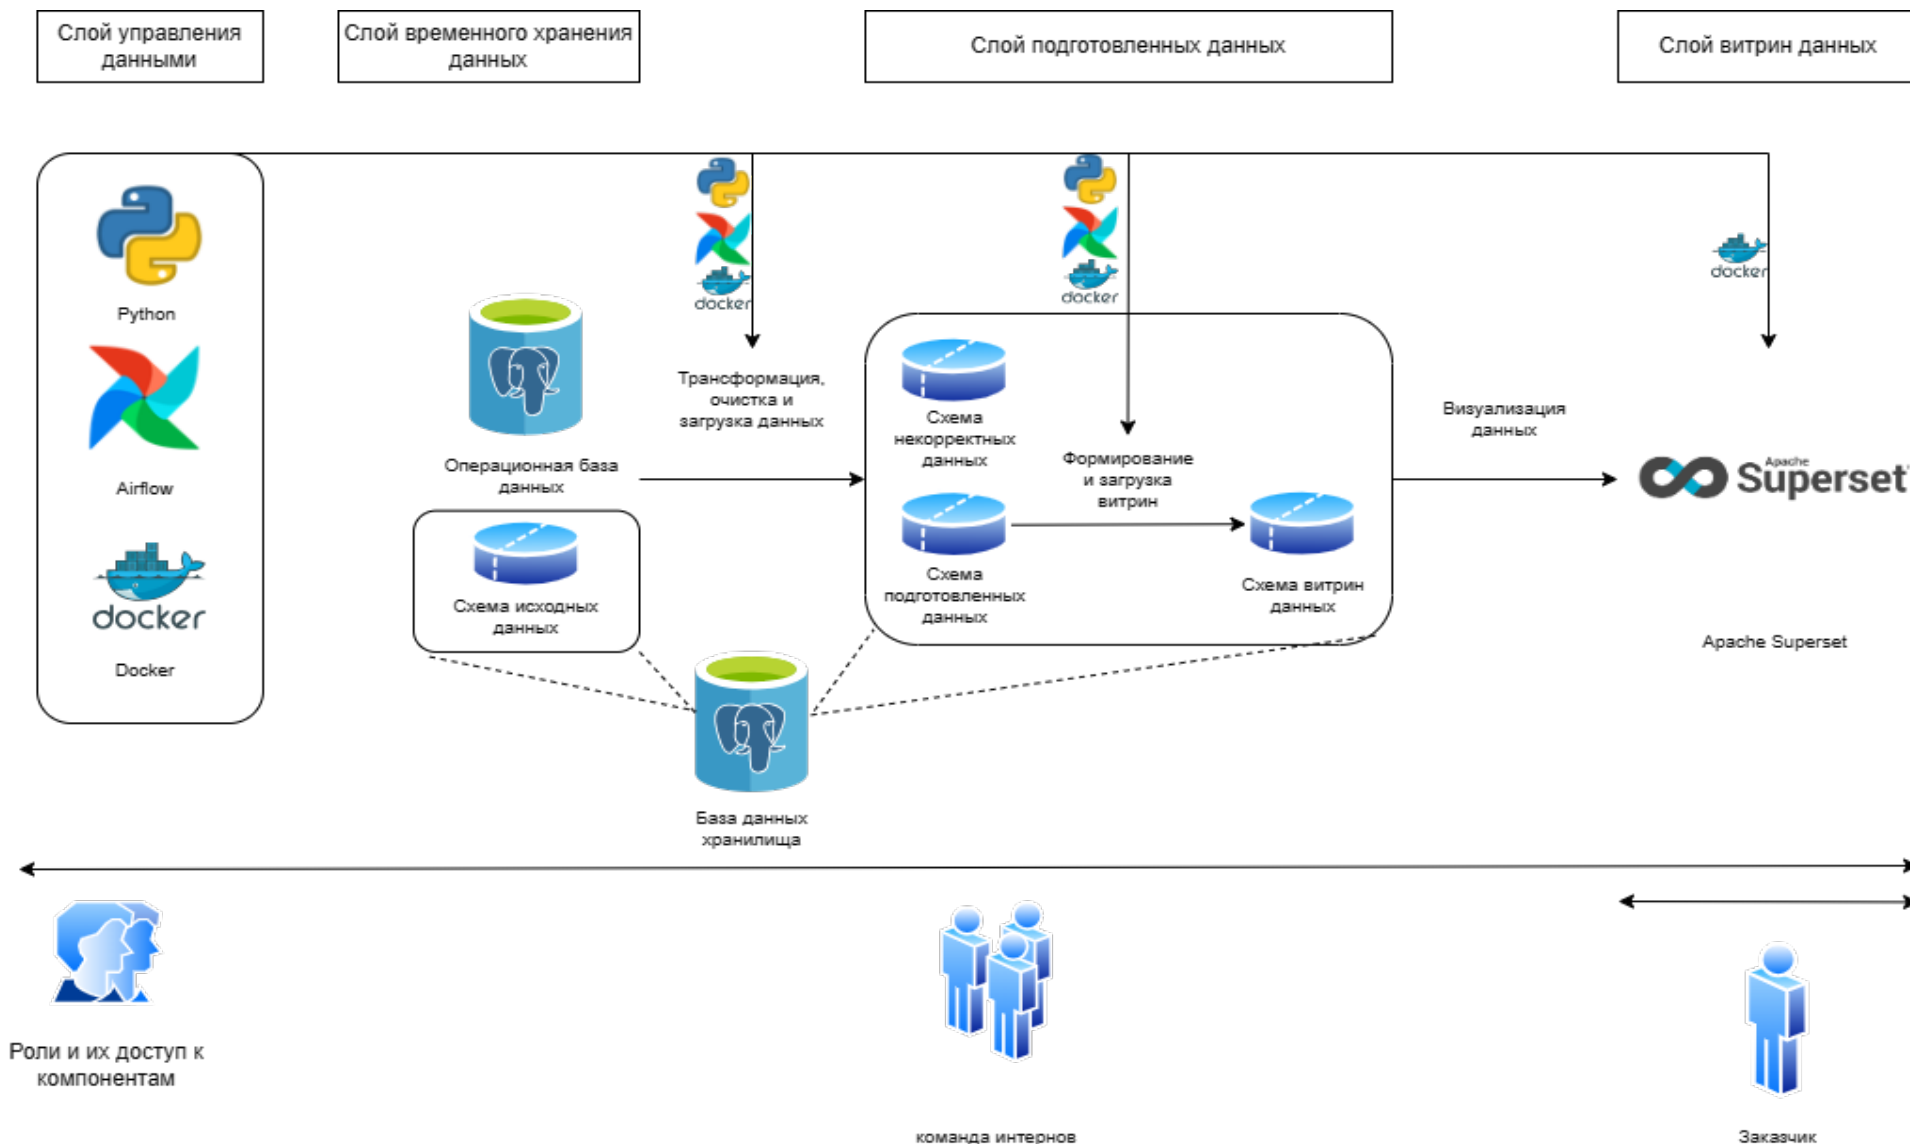 Слой управления
данными
Слой временного хранения
данных
Слой подготовленных данных
Слой витрин данных
Python
Airflow
docker
Docker
docker
docker
docker
Операционная база
данных
Схема исходных
данных
Трансформация,
очистка и
загрузка данных
Схема
некорректных
данных
Схема
подготовленных
данных
Формирование
и загрузка
витрин
Схема витрин
данных
Визуализация
данных
Apache
Superset
Apache Superset
База данных
хранилища
Роли и их доступ к
компонентам
команда интернов
Заказчик